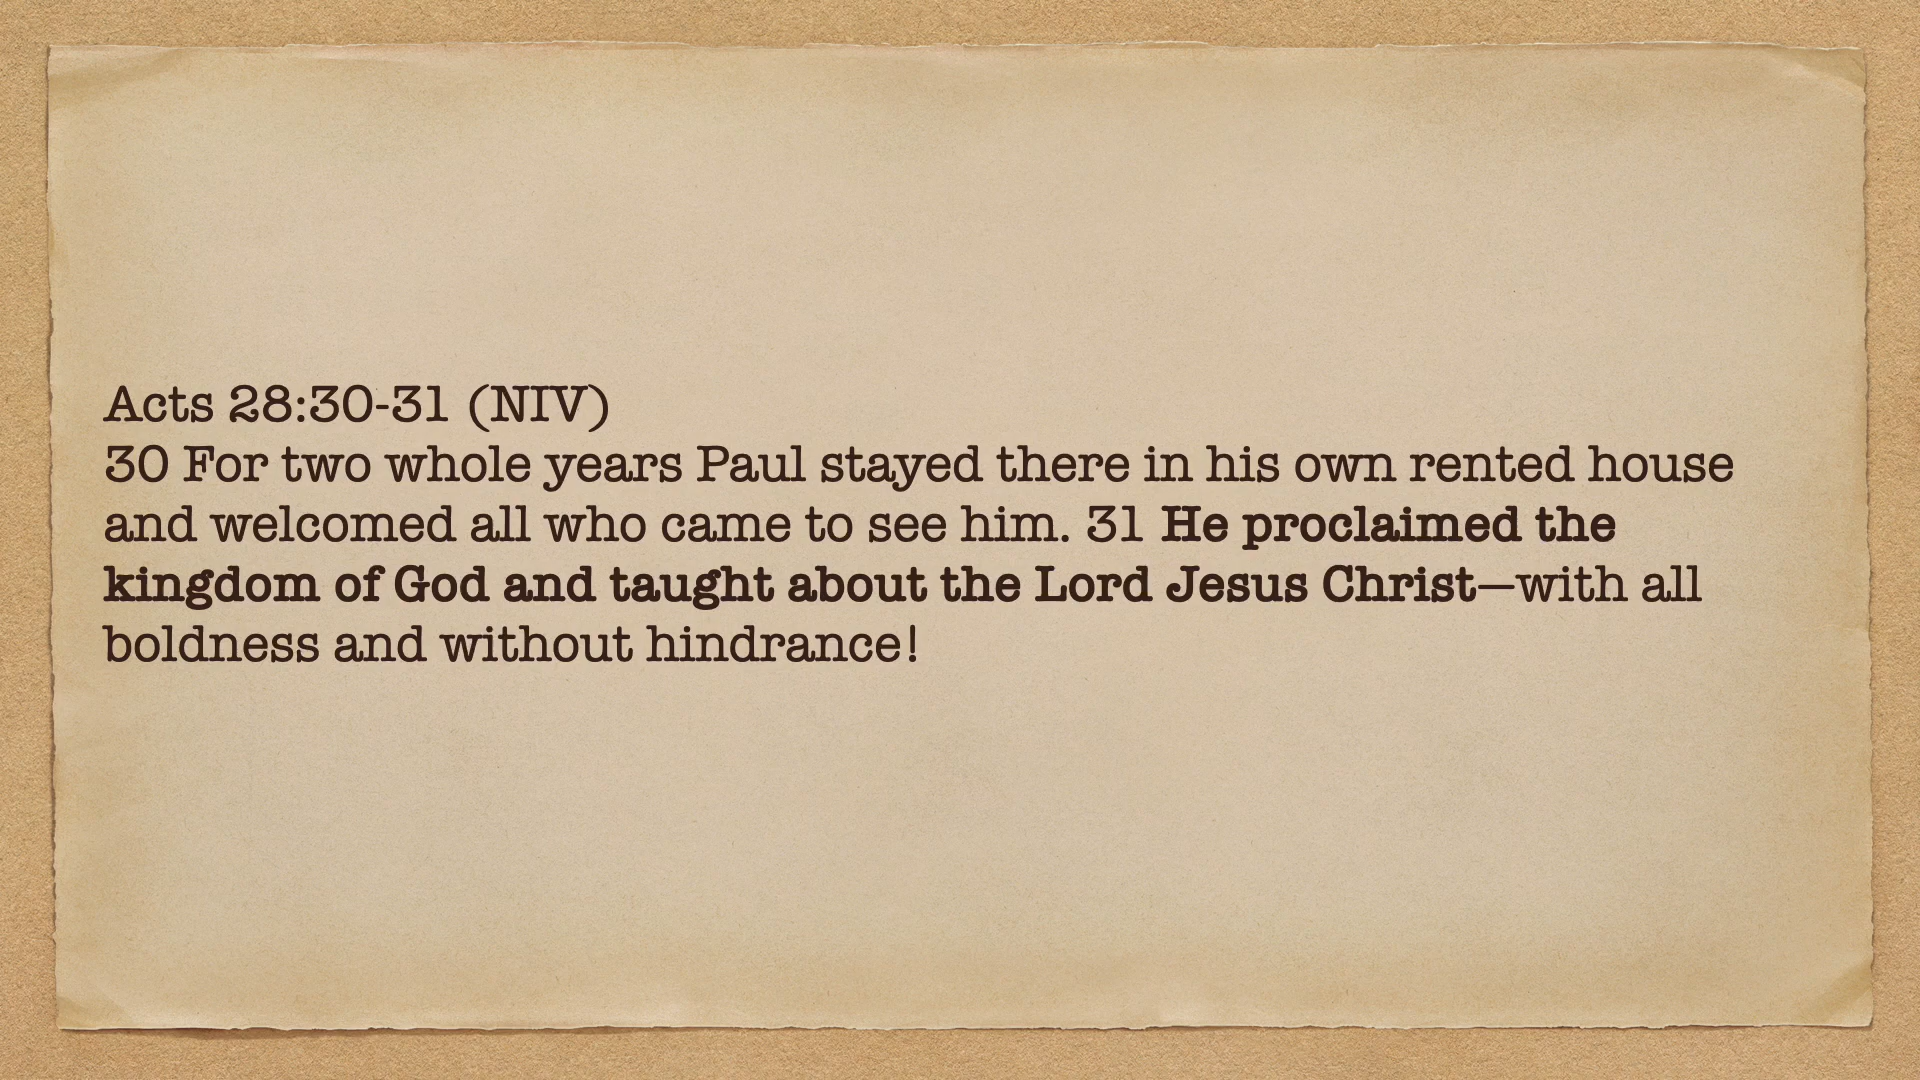 Acts 28:30-31 (NIV)
30 For two whole years Paul stayed there in his own rented house
and welcomed all who came to see him. 31 He proclaimed the
kingdom of God and taught about the Lord Jesus Christ—with all
boldness and without hindrance!